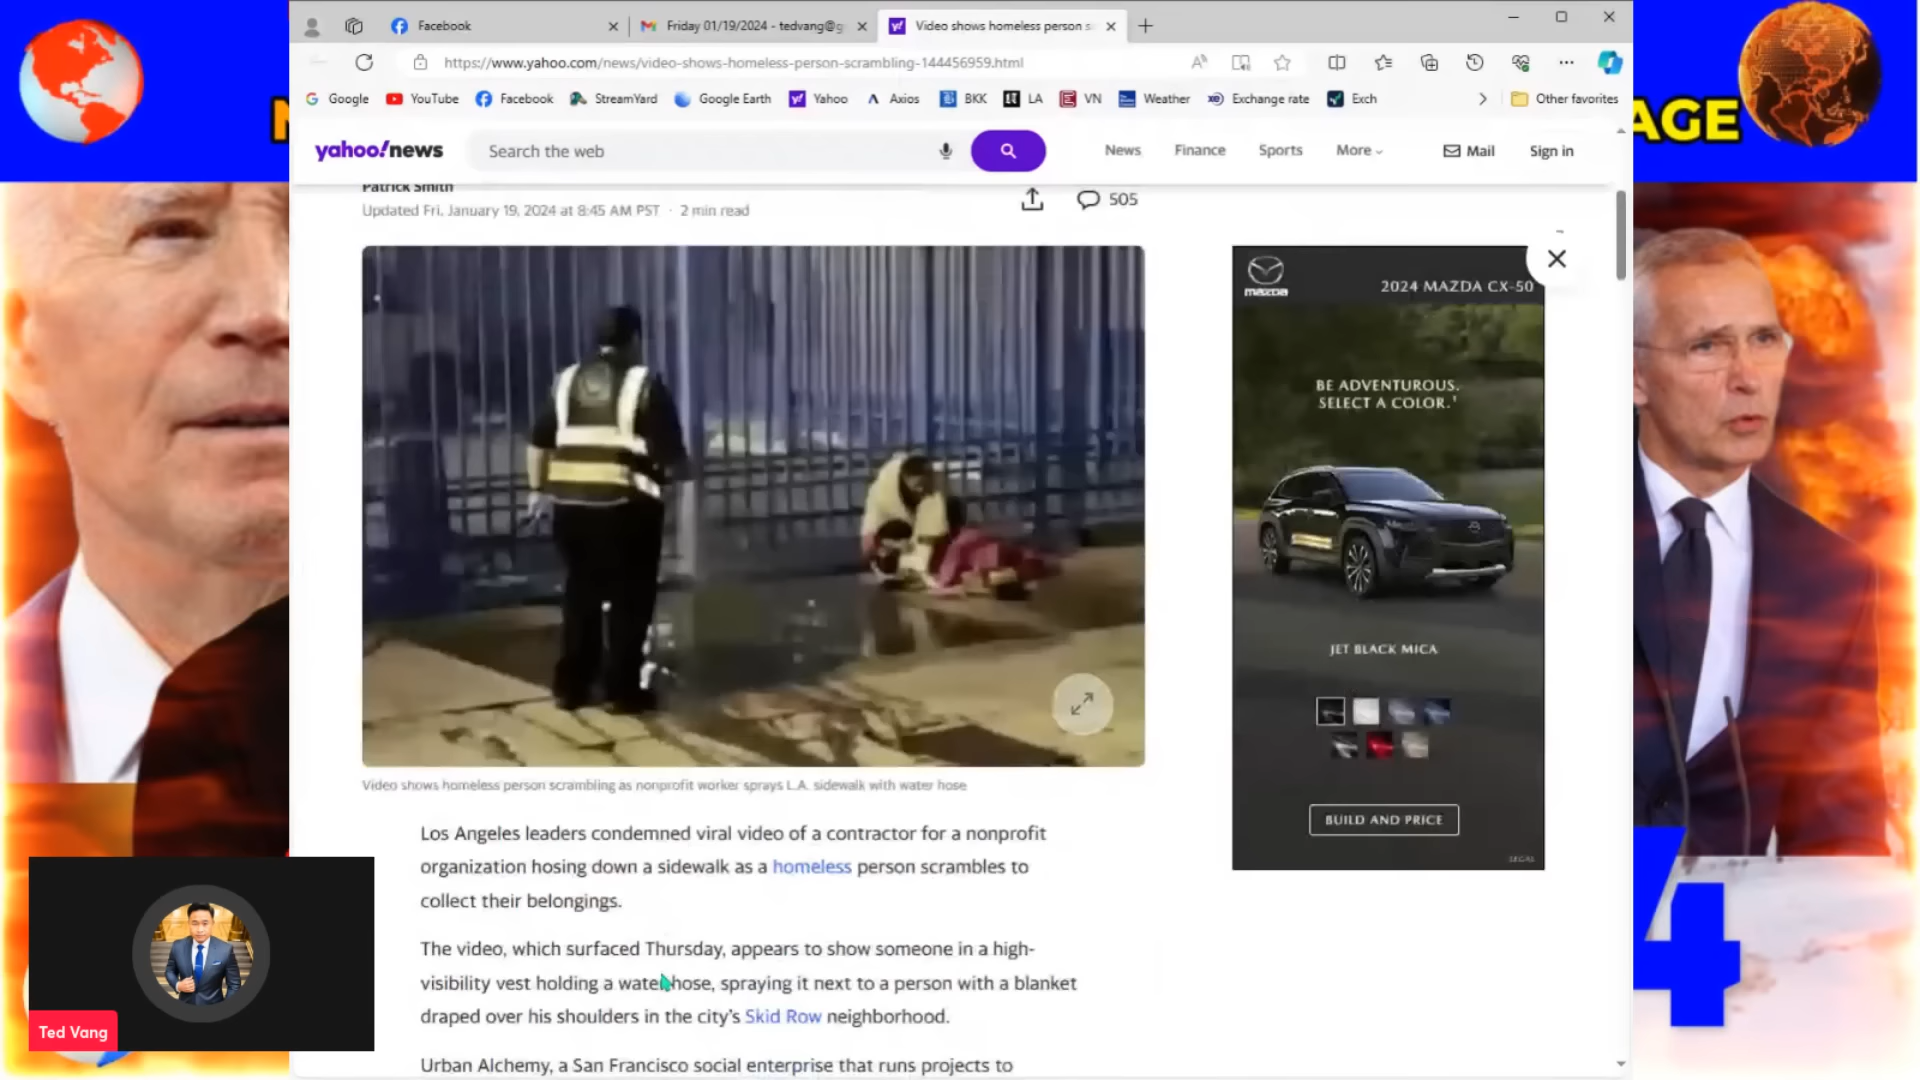 Facebook
Friday 01/19/2024 - tedvang@g
Video shows homeless person s
https://www.yahoo.com/news/video-shows-homeless-person-scrambling-144456959.html
Google
YouTube
Facebook
StreamYard
Google Earth
Yahoo
Axios
BKK
LA
VN
Weather
Exchange rate
Exch
Other favorites
AGE
yahoo!news
Search the web
News
Finance
Sports
More
Mail
Sign in
Patrick Smith
Updated Fri, January 19, 2024 at 8:45 AM PST · 2 min read
505
mazda
2024 MAZDA CX-50
BE ADVENTUROUS.
SELECT A COLOR.¹
JET BLACK MICA
BUILD AND PRICE
Video shows homeless person scrambling as nonprofit worker sprays L.A. sidewalk with water hose
Los Angeles leaders condemned viral video of a contractor for a nonprofit
organization hosing down a sidewalk as a homeless person scrambles to
collect their belongings.
The video, which surfaced Thursday, appears to show someone in a high-
visibility vest holding a water hose, spraying it next to a person with a blanket
draped over his shoulders in the city's Skid Row neighborhood.
Urban Alchemy, a San Francisco social enterprise that runs projects to
Ted Vang
4